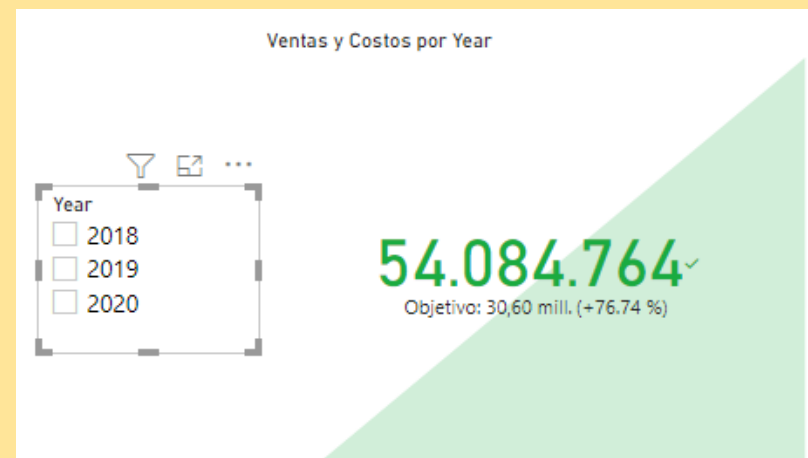 Ventas y Costos por Year
Year
2018
2019
2020
54.084.764
Objetivo: 30,60 mill. (+76.74 %)